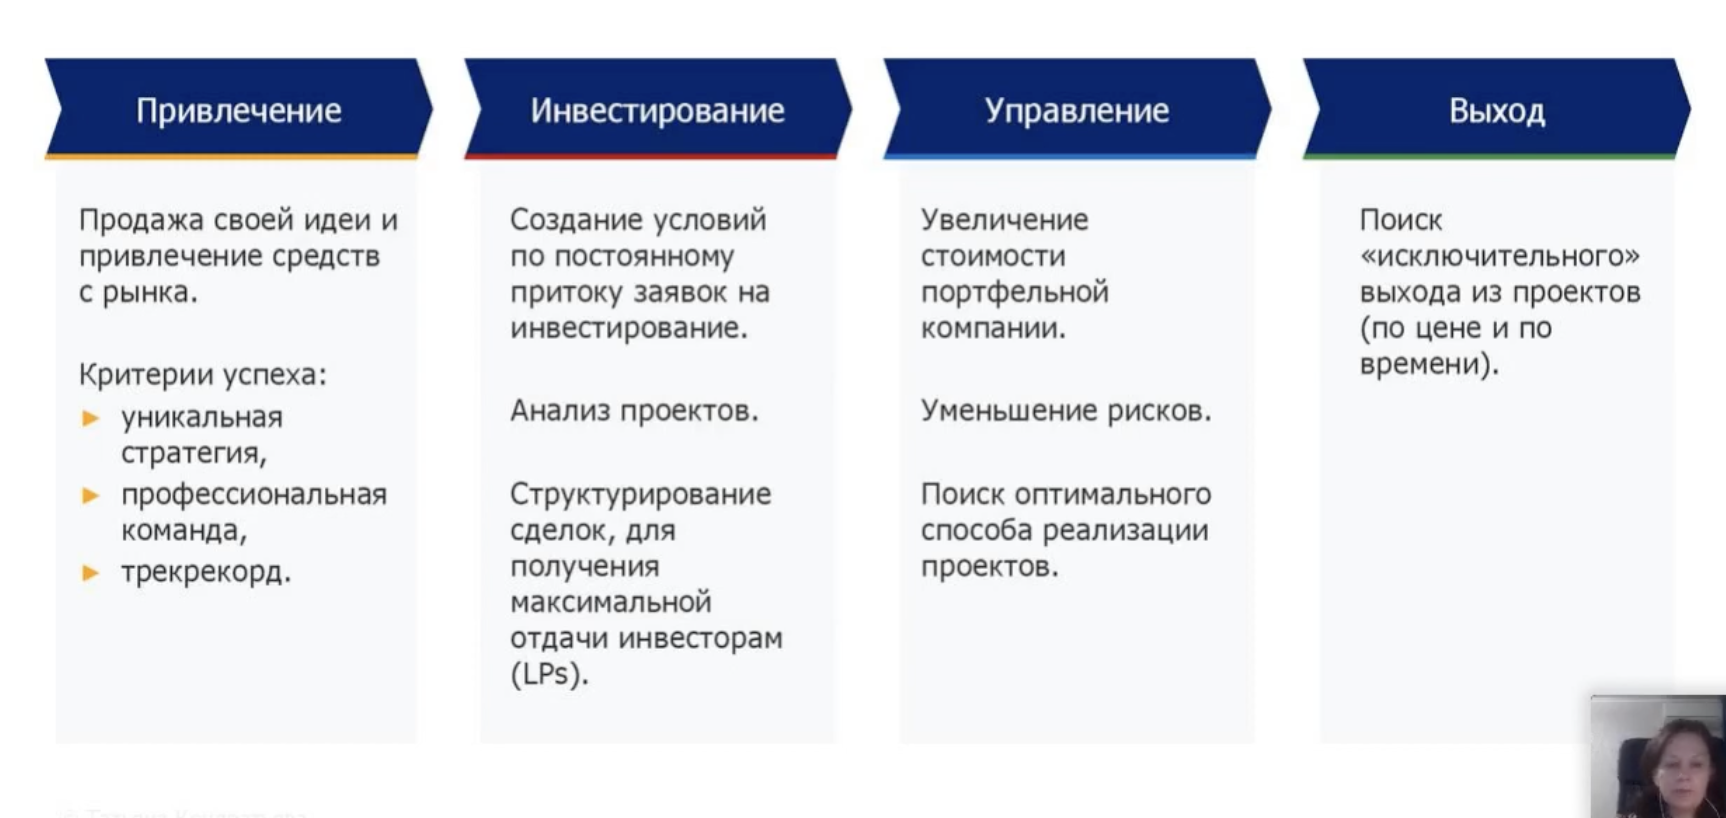 Привлечение
Продажа своей идеи и
привлечение средств
с рынка.
Критерии успеха:
► уникальная
стратегия,
► профессиональная
команда,
► трекрекорд.
Инвестирование
Создание условий
по постоянному
притоку заявок на
инвестирование.
Анализ проектов.
Структурирование
сделок, для
получения
максимальной
отдачи инвесторам
(LPs).
Управление
Увеличение
стоимости
портфельной
компании.
Уменьшение рисков.
Поиск оптимального
способа реализации
проектов.
Выход
Поиск
«исключительного»
выхода из проектов
(по цене и по
времени).